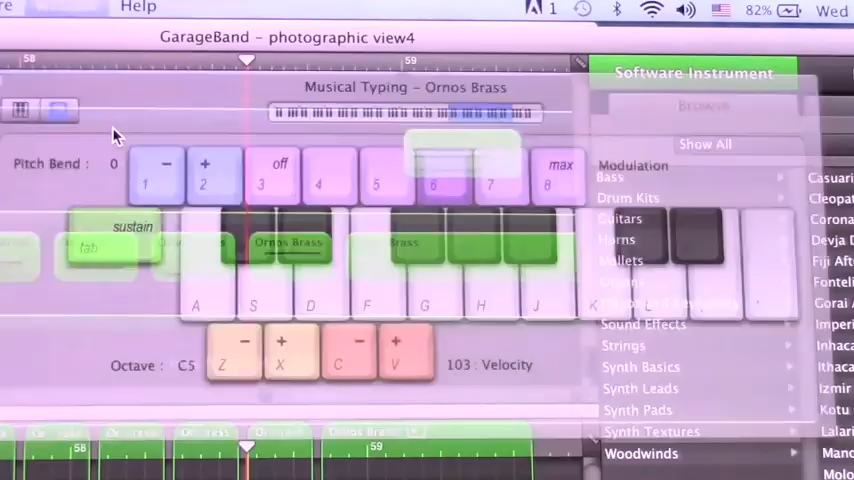 Help
1
82%
Wed
GarageBand - photographic view4
58
59
Software Instrument
Musical Typing - Ornos Brass
Browse
Show All
Pitch Bend : 0
- 1
+ 2
off 3
4
5
6
7
max 8
Modulation
Bass
Drum Kits
Guitars
Horns
Mallets
Sound Effects
Strings
Synth Basics
Synth Leads
Synth Pads
Synth Textures
Woodwinds
sustain
tab
Ornos Brass
Brass
A S D F G H J K L
- Z
+ X
- C
+ V
Octave : C5
103 : Velocity
58
59
Ornos Brass
Casuari
Cleopat
Corona
Devja D
Fiji Aft
Fonteli
Gorai A
Imperi
Inhaca
Ithaca
Izmir
Kotu
Lalari
Mano
Molo